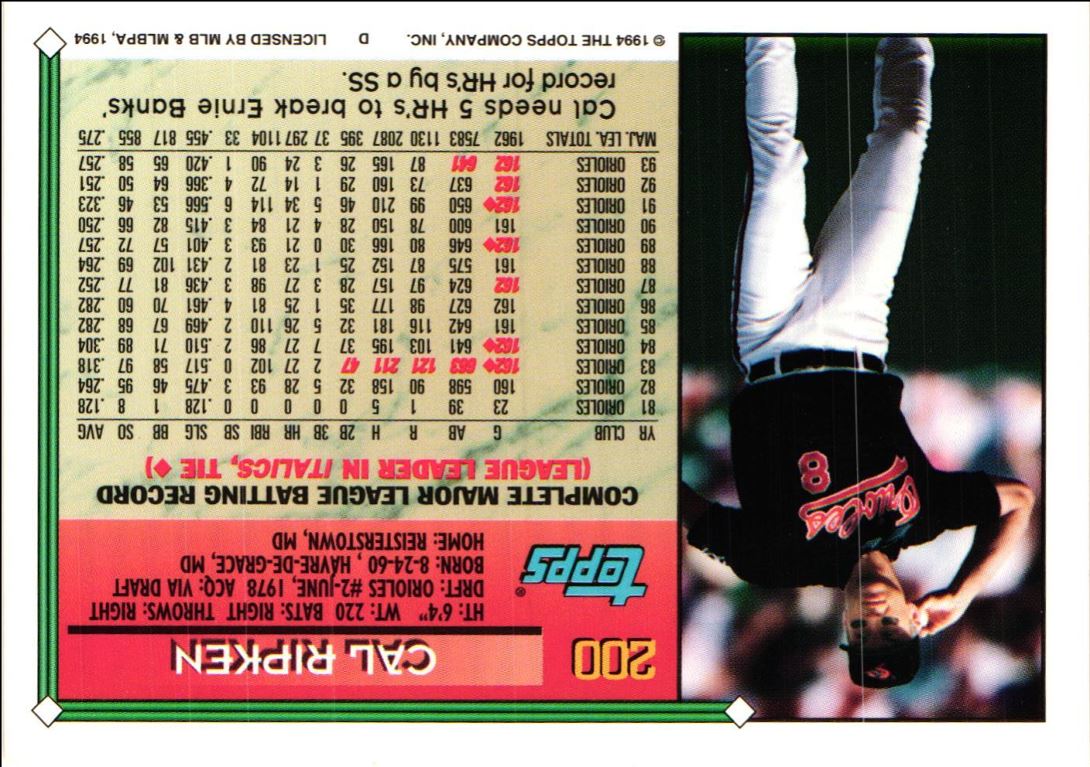 200 CAL RIPKEN
topps®
HT: 6'4" WT: 220 BATS: RIGHT THROWS: RIGHT
DRFT: ORIOLES #2-JUNE, 1978 ACQ: VIA DRAFT
BORN: 8-24-60, HAVRE-DE-GRACE, MD
HOME: REISTERSTOWN, MD
COMPLETE MAJOR LEAGUE BATTING RECORD
(LEAGUE LEADER IN ITALICS, TIE ♦)
YR CLUB G AB R H 2B 3B HR RBI SB SLG BB SO AVG
81 ORIOLES 23 39 1 5 0 0 0 0 0 .128 1 8 .128
82 ORIOLES 160 598 90 158 32 5 28 93 3 .475 46 95 .264
83 ORIOLES 162♦ 663 121 211 47 2 27 102 0 .517 58 97 .318
84 ORIOLES 162♦ 641 103 195 37 7 27 86 2 .510 71 89 .304
85 ORIOLES 161 642 116 181 32 5 26 110 2 .469 67 68 .282
86 ORIOLES 162 627 98 177 35 1 25 81 4 .461 70 60 .282
87 ORIOLES 162 624 97 157 28 3 27 98 3 .436 81 77 .252
88 ORIOLES 161 575 87 152 25 1 23 81 2 .431 102 69 .264
89 ORIOLES 162♦ 646 80 166 30 0 21 93 3 .401 57 72 .257
90 ORIOLES 161 600 78 150 28 4 21 84 3 .415 82 66 .250
91 ORIOLES 162♦ 650 99 210 46 5 34 114 6 .566 53 46 .323
92 ORIOLES 162 637 73 160 29 1 14 72 4 .366 64 50 .251
93 ORIOLES 162 641 87 165 26 3 24 90 1 .420 65 58 .257
MAJ. LEA. TOTALS 1962 7583 1130 2087 395 37 297 1104 33 .455 817 855 .275
Cal needs 5 HR's to break Ernie Banks'
record for HR's by a SS.
© 1994 THE TOPPS COMPANY, INC. D LICENSED BY MLB & MLBPA, 1994
Orioles
8